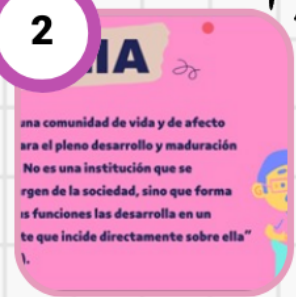 2
IA
una comunidad de vida y de afecto
ara el pleno desarrollo y maduración
No es una institución que se
rgen de la sociedad, sino que forma
s funciones las desarrolla en un
te que incide directamente sobre ella"
).